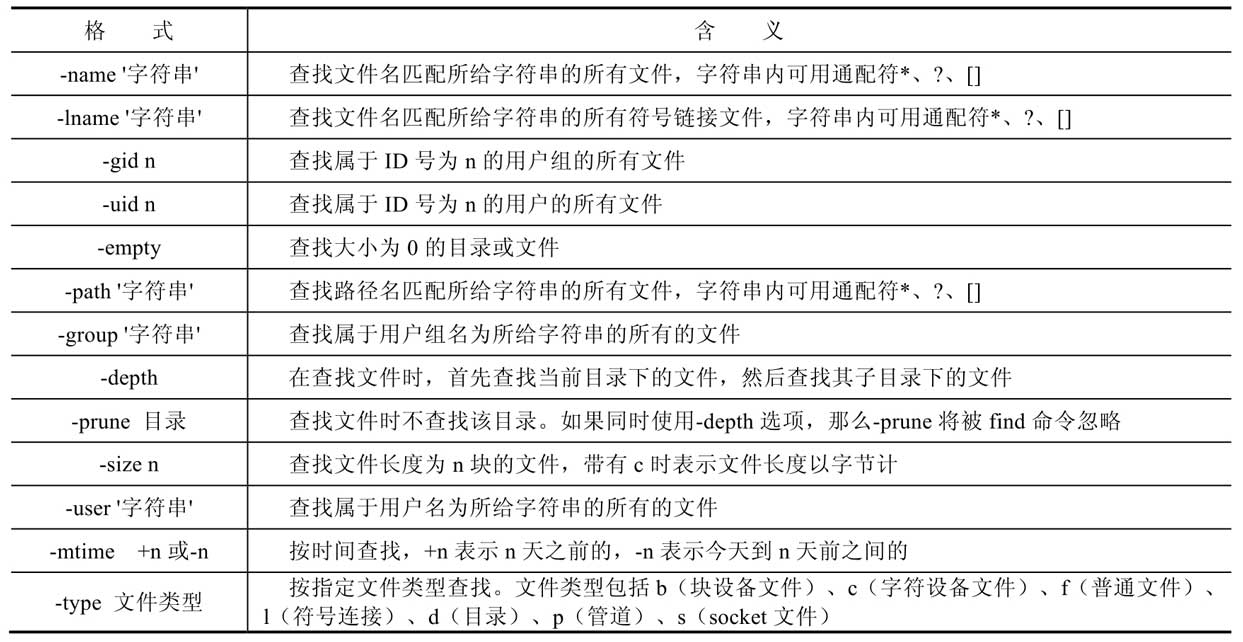 格 式 含 义
-name '字符串' 查找文件名匹配所给字符串的所有文件，字符串内可用通配符*、?、[]
-lname '字符串' 查找文件名匹配所给字符串的所有符号链接文件，字符串内可用通配符*、?、[]
-gid n 查找属于 ID 号为 n 的用户组的所有文件
-uid n 查找属于 ID 号为 n 的用户的所有文件
-empty 查找大小为 0 的目录或文件
-path '字符串' 查找路径名匹配所给字符串的所有文件，字符串内可用通配符*、?、[]
-group '字符串' 查找属于用户组名为所给字符串的所有的文件
-depth 在查找文件时，首先查找当前目录下的文件，然后查找其子目录下的文件
-prune 目录 查找文件时不查找该目录。如果同时使用-depth 选项，那么-prune 将被 find 命令忽略
-size n 查找文件长度为 n 块的文件，带有 c 时表示文件长度以字节计
-user '字符串' 查找属于用户名为所给字符串的所有的文件
-mtime +n 或-n 按时间查找，+n 表示 n 天之前的，-n 表示今天到 n 天前之间的
-type 文件类型 按指定文件类型查找。文件类型包括 b（块设备文件）、c（字符设备文件）、f（普通文件）、
l（符号连接）、d（目录）、p（管道）、s（socket 文件）